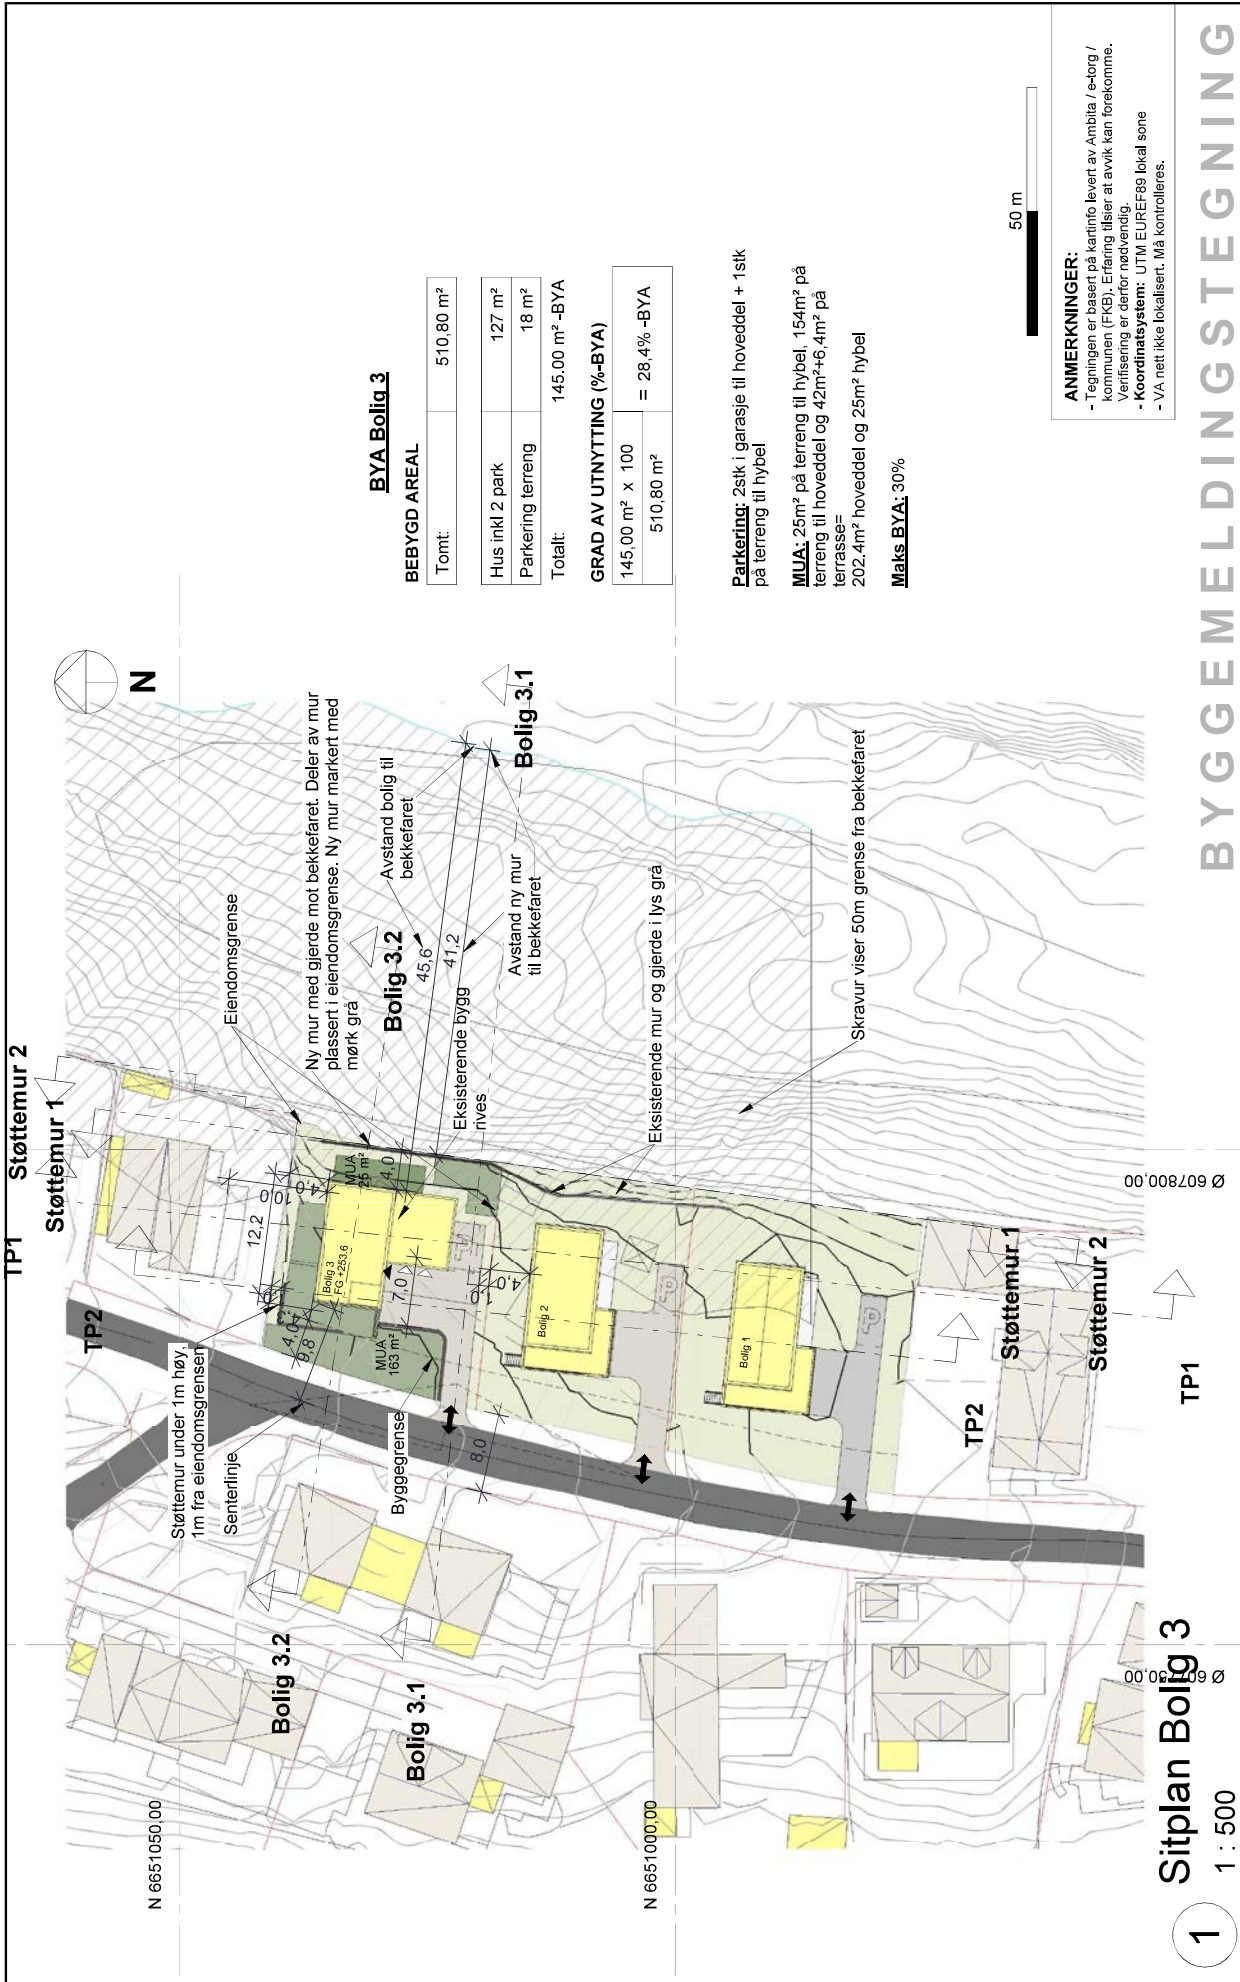 TP1
Støttemur 2
Støttemur 1
TP2
Støttemur under 1m høy,
1m fra eiendomsgrensen
Senterlinje
Byggegrense
Eiendomsgrense
N
Ny mur med gjerde mot bekkefaret. Deler av mur
plassert i eiendomsgrense. Ny mur markert med
mørk grå
Avstand bolig til
bekkefaret
Bolig 3.2
45,6
41,2
Bolig 3.1
Avstand ny mur
til bekkefaret
Eksisterende bygg
rives
Eksisterende mur og gjerde i lys grå
Skravur viser 50m grense fra bekkefaret
12,2
10,0
4,0
MUA
25 m²
4,0
Bolig 3
FG +253.6
4,0
9,8
7,0
MUA
163 m²
4,0
8,0
P
Bolig 2
P
Bolig 1
P
Bolig 3.2
Bolig 3.1
Støttemur 1
Støttemur 2
TP2
TP1
N 6651050,00
N 6651000,00
Ø 607800,00
Ø 607750,00
BYA Bolig 3
BEBYGD AREAL
Tomt: 510,80 m²
Hus inkl 2 park 127 m²
Parkering terreng 18 m²
Totalt: 145.00 m² -BYA
GRAD AV UTNYTTING (%-BYA)
145,00 m² x 100
510,80 m²
= 28,4% -BYA
Parkering: 2stk i garasje til hoveddel + 1stk
på terreng til hybel
MUA: 25m² på terreng til hybel, 154m² på
terreng til hoveddel og 42m²+6,4m² på
terrasse=
202.4m² hoveddel og 25m² hybel
Maks BYA: 30%
50 m
ANMERKNINGER:
- Tegningen er basert på kartinfo levert av Ambita / e-torg /
kommunen (FKB). Erfaring tilsier at avvik kan forekomme.
Verifisering er derfor nødvendig.
- Koordinatsystem: UTM EUREF89 lokal sone
- VA nett ikke lokalisert. Må kontrolleres.
1
Sitplan Bolig 3
1 : 500
BYGGEMELDINGSTEGNING